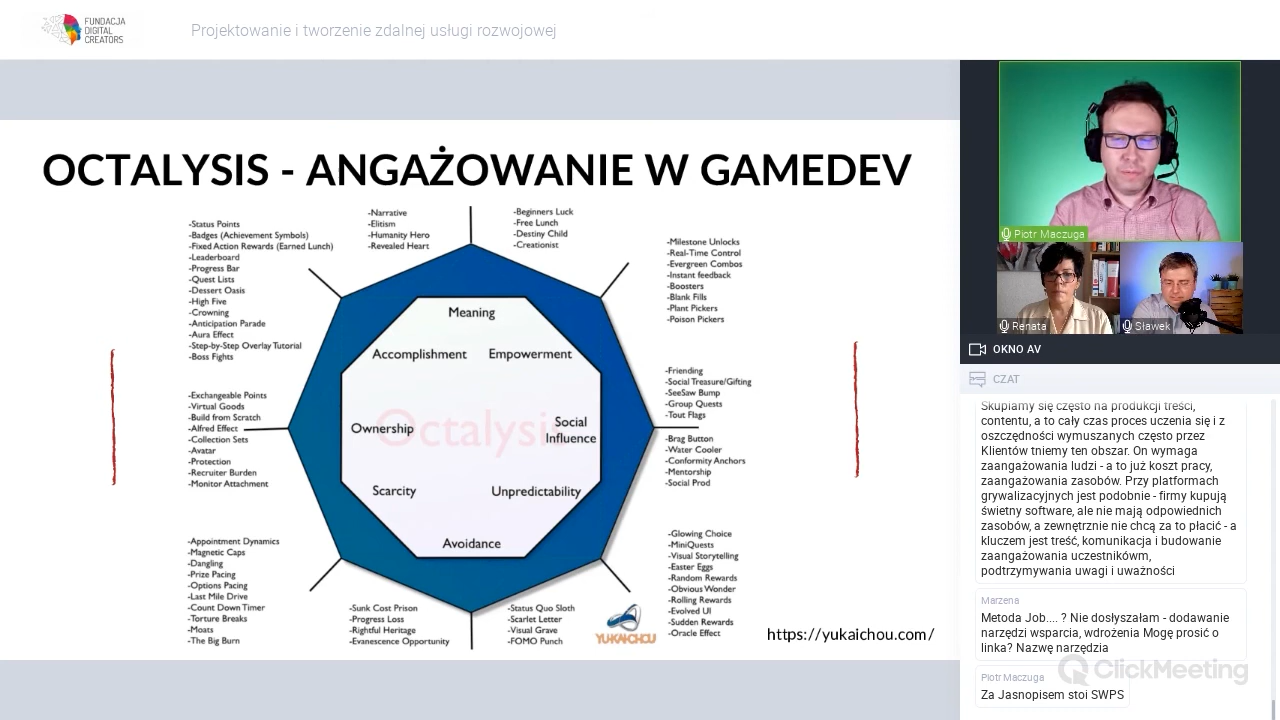 FUNDACJA
DIGITAL
CREATORS
Projektowanie i tworzenie zdalnej usługi rozwojowej
OCTALYSIS - ANGAŻOWANIE W GAMEDEV
-Status Points
-Badges (Achievement Symbols)
-Fixed Action Rewards (Earned Lunch)
-Leaderboard
-Progress Bar
-Quest Lists
-Dessert Oasis
-High Five
-Crowning
-Anticipation Parade
-Aura Effect
-Step-by-Step Overlay Tutorial
-Boss Fights
-Narrative
-Elitism
-Humanity Hero
-Revealed Heart
-Beginners Luck
-Free Lunch
-Destiny Child
-Creationist
-Milestone Unlocks
-Real-Time Control
-Evergreen Combos
-Instant feedback
-Boosters
-Blank Fills
-Plant Pickers
-Poison Pickers
Meaning
Accomplishment
Empowerment
Ownership
Octalysis
Social
Influence
Scarcity
Unpredictability
Avoidance
-Exchangeable Points
-Virtual Goods
-Build from Scratch
-Alfred Effect
-Collection Sets
-Avatar
-Protection
-Recruiter Burden
-Monitor Attachment
-Friending
-Social Treasure/Gifting
-SeeSaw Bump
-Group Quests
-Tout Flags
-Brag Button
-Water Cooler
-Conformity Anchors
-Mentorship
-Social Prod
-Appointment Dynamics
-Magnetic Caps
-Dangling
-Prize Pacing
-Options Pacing
-Last Mile Drive
-Count Down Timer
-Torture Breaks
-Moats
-The Big Burn
-Sunk Cost Prison
-Progress Loss
-Rightful Heritage
-Evanescence Opportunity
-Status Quo Sloth
-Scarlet Letter
-Visual Grave
-FOMO Punch
-Glowing Choice
-MiniQuests
-Visual Storytelling
-Easter Eggs
-Random Rewards
-Obvious Wonder
-Rolling Rewards
-Evolved UI
-Sudden Rewards
-Oracle Effect
YUKAICHOU
https://yukaichou.com/
Piotr Maczuga
Renata
Sławek
OKNO AV
CZAT
Skupiamy się często na produkcji treści,
contentu, a to cały czas proces uczenia się i z
oszczędności wymuszanych często przez
Klientów tniemy ten obszar. On wymaga
zaangażowania ludzi - a to już koszt pracy,
zaangażowania zasobów. Przy platformach
grywalizacyjnych jest podobnie - firmy kupują
świetny software, ale nie mają odpowiednich
zasobów, a zewnętrznie nie chcą za to płacić - a
kluczem jest treść, komunikacja i budowanie
zaangażowania uczestnikówm,
podtrzymywania uwagi i uważności
Marzena
Metoda Job.... ? Nie dosłyszałam - dodawanie
narzędzi wsparcia, wdrożenia Mogę prosić o
linka? Nazwę narzędzia
ClickMeeting
Piotr Maczuga
Za Jasnopisem stoi SWPS